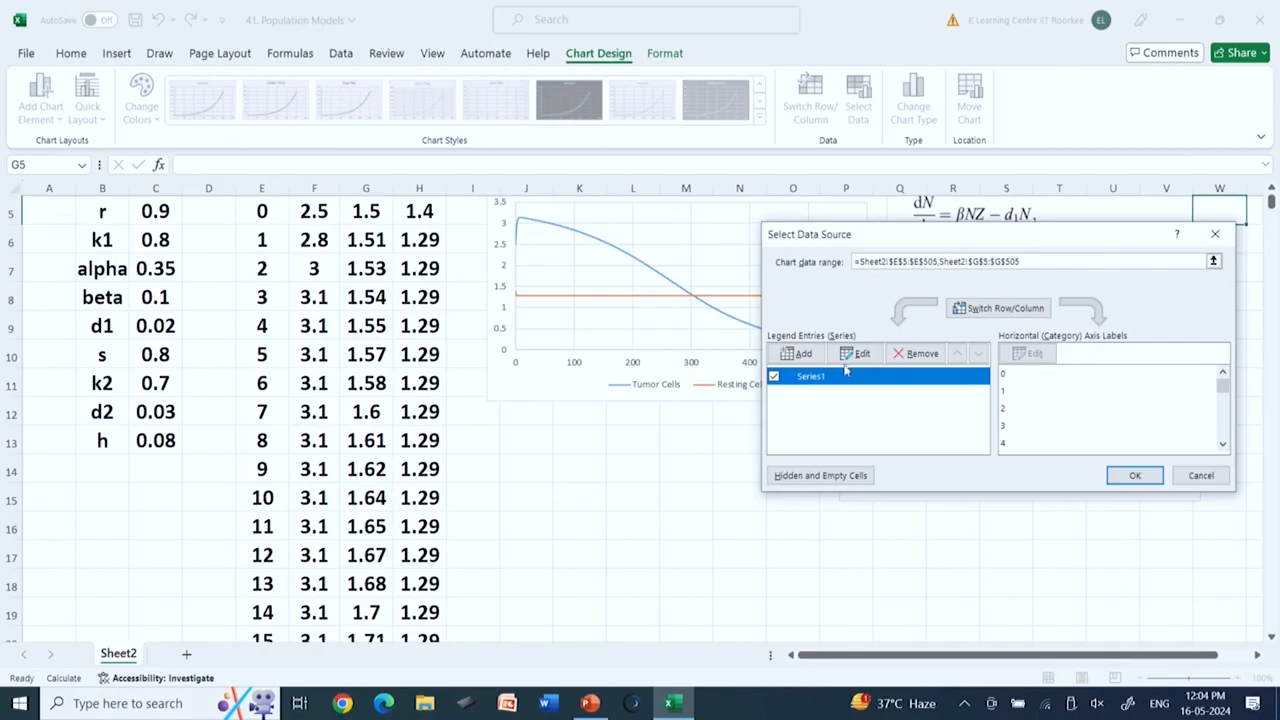 AutoSave Off 41. Population Models Search E Learning Centre IIT Roorkee EL
File Home Insert Draw Page Layout Formulas Data Review View Automate Help Chart Design Format Comments Share
Add Chart Element Quick Layout Change Colors Switch Row/Column Select Data Change Chart Type Move Chart
Chart Layouts Chart Styles Data Type Location
G5 fx
A B C D E F G H I J K L M N O P Q R S T U V W
5 r 0.9 0 2.5 1.5 1.4
6 k1 0.8 1 2.8 1.51 1.29
7 alpha 0.35 2 3 1.53 1.29
8 beta 0.1 3 3.1 1.54 1.29
9 d1 0.02 4 3.1 1.55 1.29
10 s 0.8 5 3.1 1.57 1.29
11 k2 0.7 6 3.1 1.58 1.29
12 d2 0.03 7 3.1 1.6 1.29
13 h 0.08 8 3.1 1.61 1.29
14 9 3.1 1.62 1.29
15 10 3.1 1.64 1.29
16 11 3.1 1.65 1.29
17 12 3.1 1.67 1.29
18 13 3.1 1.68 1.29
19 14 3.1 1.7 1.29
15 3.1 1.71 1.29
3.5
3
2.5
2
1.5
1
0.5
0
0 100 200 300 400
Tumor Cells Resting Cel
dN
= βNZ − d₁N,
Select Data Source ?
Chart data range: =Sheet2!$E$5:$E$505,Sheet2!$G$5:$G$505
Switch Row/Column
Legend Entries (Series) Horizontal (Category) Axis Labels
Add Edit Remove Edit
Series1
0
1
2
3
4
Hidden and Empty Cells OK Cancel
Sheet2
Ready Calculate Accessibility: Investigate 100%
Type here to search 37°C Haze ENG 12:04 PM
16-05-2024